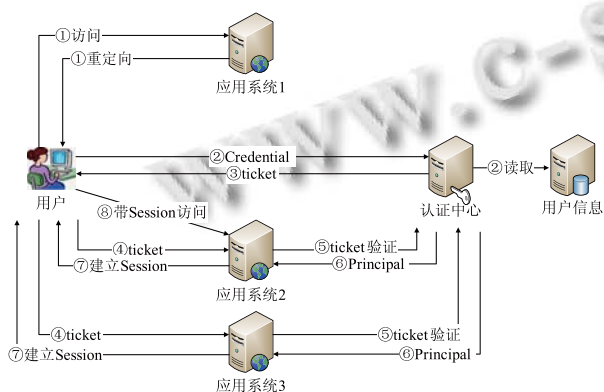 ①访问
①重定向
应用系统1
②Credential
③ticket
②读取
用户
认证中心
用户信息
⑧带Session访问
④ticket
⑦建立Session
⑤ticket验证
⑥Principal
应用系统2
④ticket
⑦建立Session
⑤ticket验证
⑥Principal
应用系统3
www.c-s